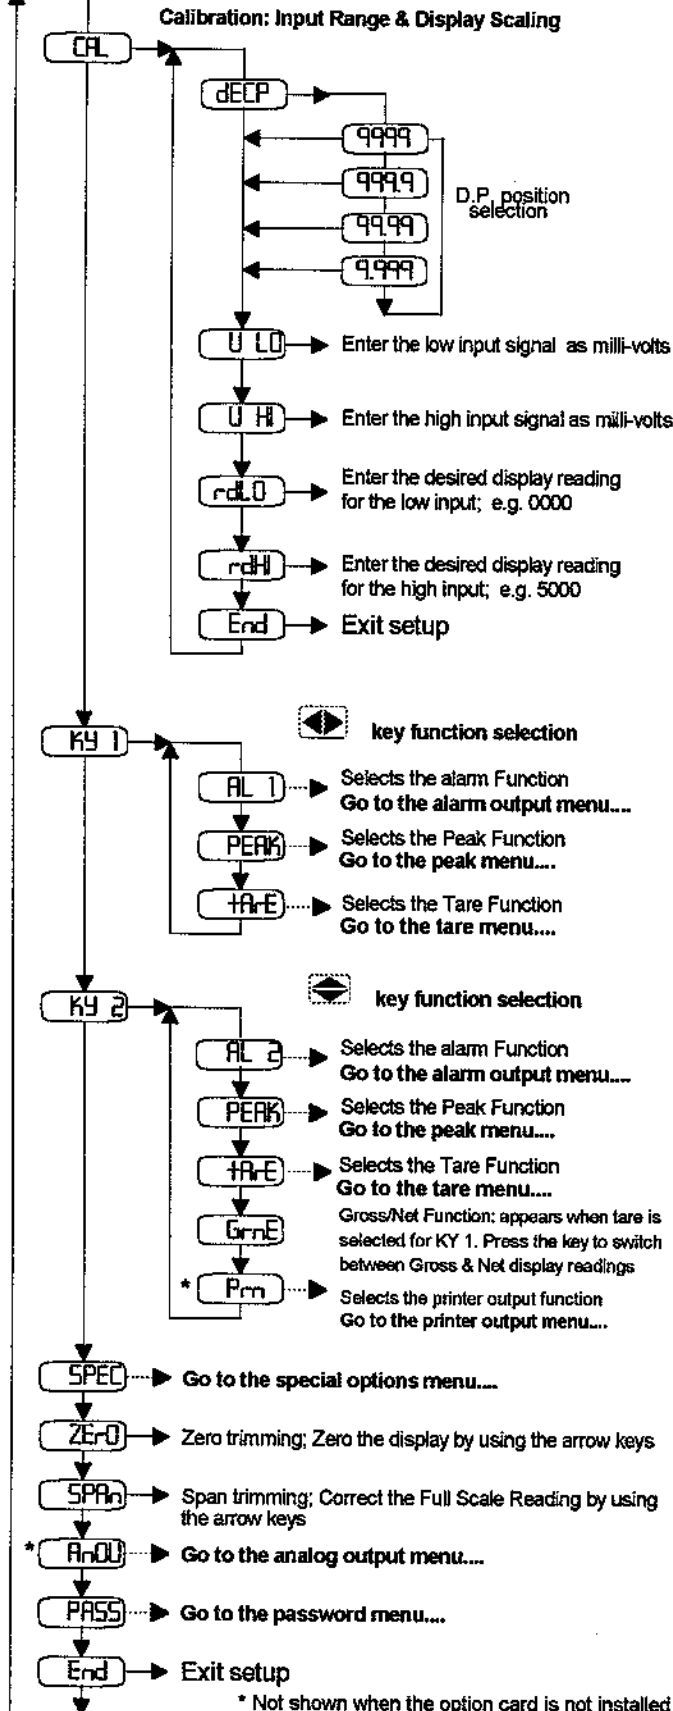 Calibration: Input Range & Display Scaling
CAL
dECP
9999
999.9
99.99
9.999
D.P. position
selection
U LO
Enter the low input signal as milli-volts
U HI
Enter the high input signal as milli-volts
rdLO
Enter the desired display reading
for the low input; e.g. 0000
rdHI
Enter the desired display reading
for the high input; e.g. 5000
End
Exit setup
KY 1
key function selection
AL 1
Selects the alarm Function
Go to the alarm output menu....
PEAK
Selects the Peak Function
Go to the peak menu....
tArE
Selects the Tare Function
Go to the tare menu....
KY 2
key function selection
AL 2
Selects the alarm Function
Go to the alarm output menu....
PEAK
Selects the Peak Function
Go to the peak menu....
tArE
Selects the Tare Function
Go to the tare menu....
GrnE
Gross/Net Function: appears when tare is
selected for KY 1. Press the key to switch
between Gross & Net display readings
* Prn
Selects the printer output function
Go to the printer output menu....
SPEC
Go to the special options menu....
ZErO
Zero trimming; Zero the display by using the arrow keys
SPAn
Span trimming; Correct the Full Scale Reading by using
the arrow keys
* AnOU
Go to the analog output menu....
PASS
Go to the password menu....
End
Exit setup
* Not shown when the option card is not installed